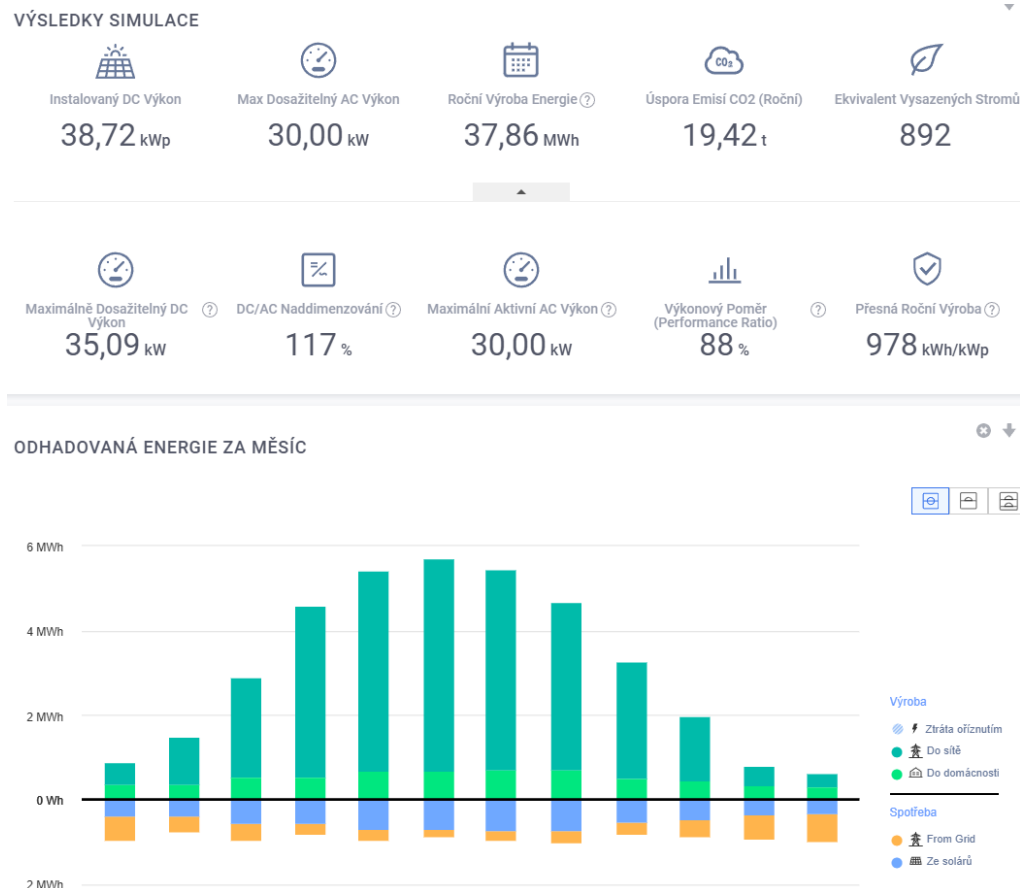 VÝSLEDKY SIMULACE
Instalovaný DC Výkon
38,72 kWp
Max Dosažitelný AC Výkon
30,00 kW
Roční Výroba Energie ?
37,86 MWh
CO₂
Úspora Emisí CO2 (Roční)
19,42 t
Ekvivalent Vysazených Stromů
892
Maximálně Dosažitelný DC ?
Výkon
35,09 kW
DC/AC Naddimenzování ?
117 %
Maximální Aktivní AC Výkon ?
30,00 kW
Výkonový Poměr ?
(Performance Ratio)
88 %
Přesná Roční Výroba ?
978 kWh/kWp
ODHADOVANÁ ENERGIE ZA MĚSÍC
6 MWh
4 MWh
2 MWh
0 Wh
2 MWh
Výroba
Ztráta oříznutím
Do sítě
Do domácnosti
Spotřeba
From Grid
Ze solárů